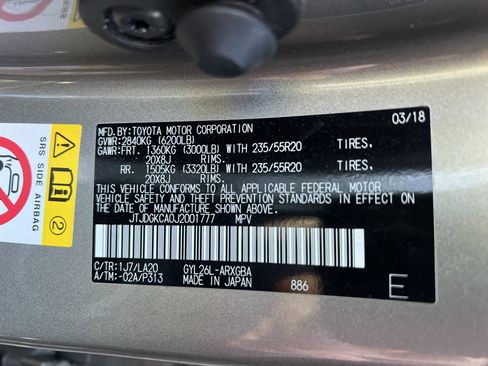 03/18
MFD.BY:TOYOTA MOTOR CORPORATION
GVWR:2840KG (6200LB)
GAWR:FRT. 1360KG (3000LB) WITH 235/55R20 TIRES.
20X8J RIMS.
RR. 1505KG (3320LB) WITH 235/55R20 TIRES.
20X8J RIMS.
THIS VEHICLE CONFORMS TO ALL APPLICABLE FEDERAL MOTOR
VEHICLE SAFETY AND THEFT PREVENTION STANDARDS IN EFFECT
ON THE DATE OF MANUFACTURE SHOWN ABOVE.
JTJDGKCA0J2001777 MPV
C/TR:1J7/LA20 GYL26L-ARXGBA
A/TM:-02A/P313 MADE IN JAPAN 886
E
SRS SIDE AIRBAG
2